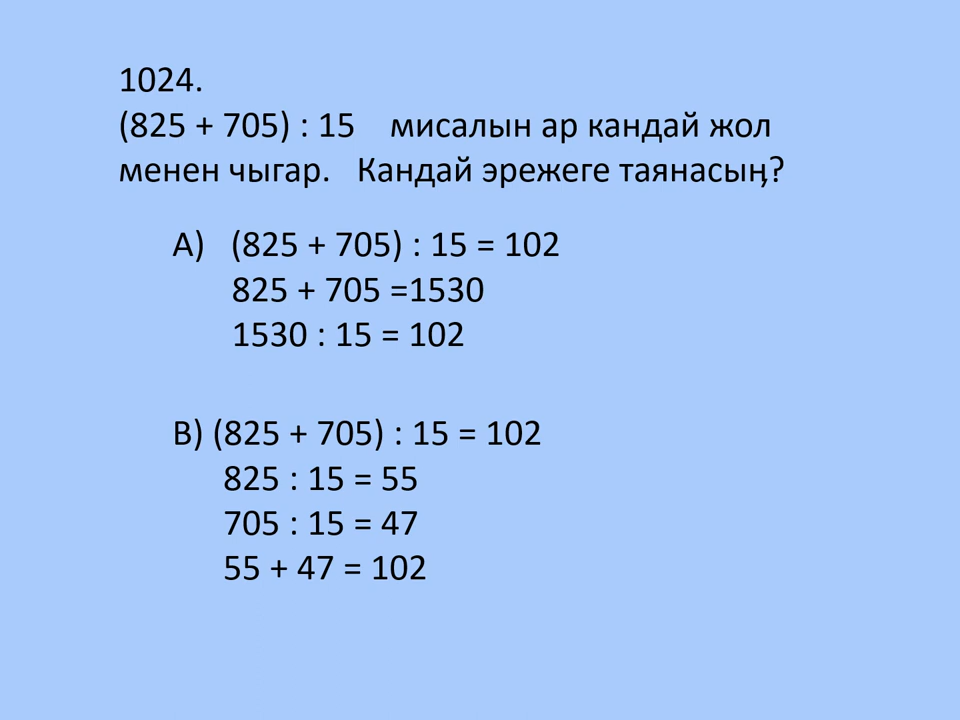 1024.
(825 + 705) : 15 мисалын ар кандай жол
менен чыгар. Кандай эрежеге таянасыӊ?
А) (825 + 705) : 15 = 102
825 + 705 =1530
1530 : 15 = 102
В) (825 + 705) : 15 = 102
825 : 15 = 55
705 : 15 = 47
55 + 47 = 102